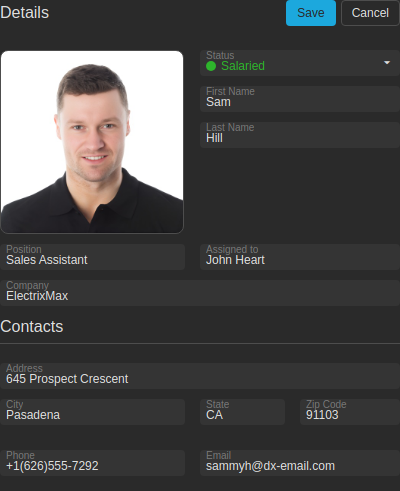 Details
Save
Cancel
Status
Salaried
First Name
Sam
Last Name
Hill
Position
Sales Assistant
Assigned to
John Heart
Company
ElectrixMax
Contacts
Address
645 Prospect Crescent
City
Pasadena
State
CA
Zip Code
91103
Phone
+1(626)555-7292
Email
sammyh@dx-email.com